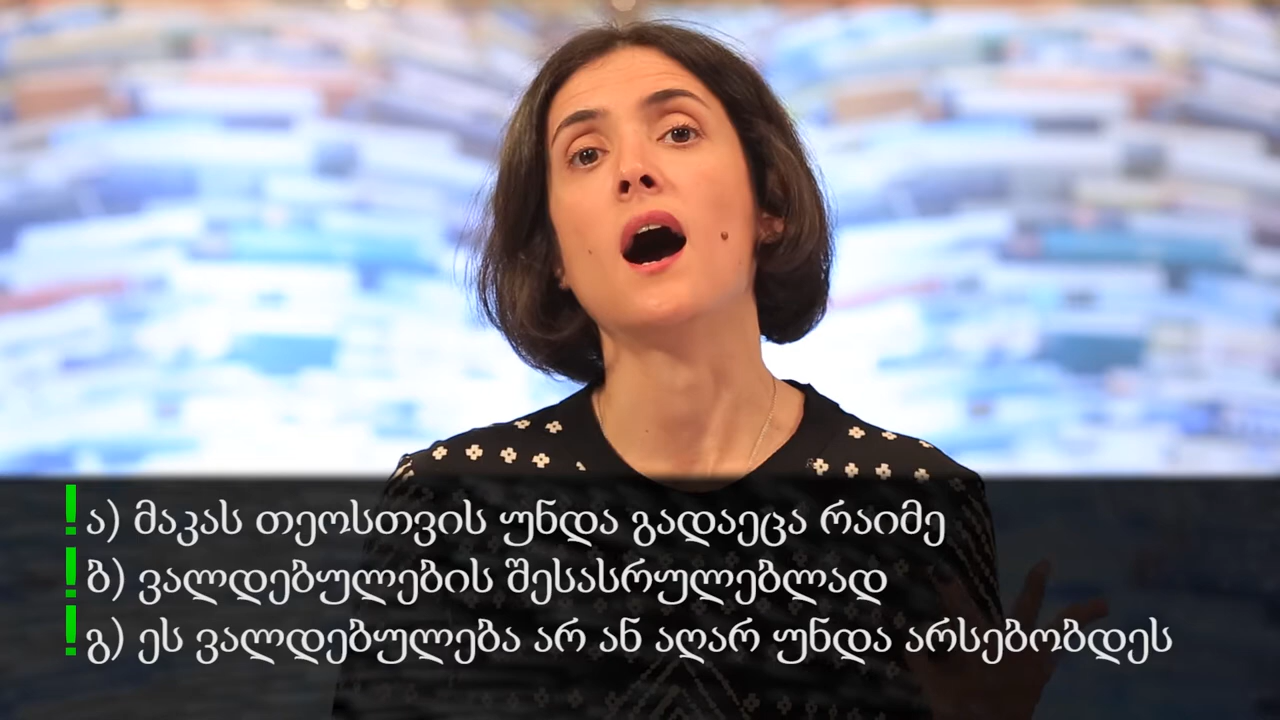 ა) მაკას თეოსთვის უნდა გადაეცა რაიმე
ბ) ვალდებულების შესასრულებლად
გ) ეს ვალდებულება არ ან აღარ უნდა არსებობდეს